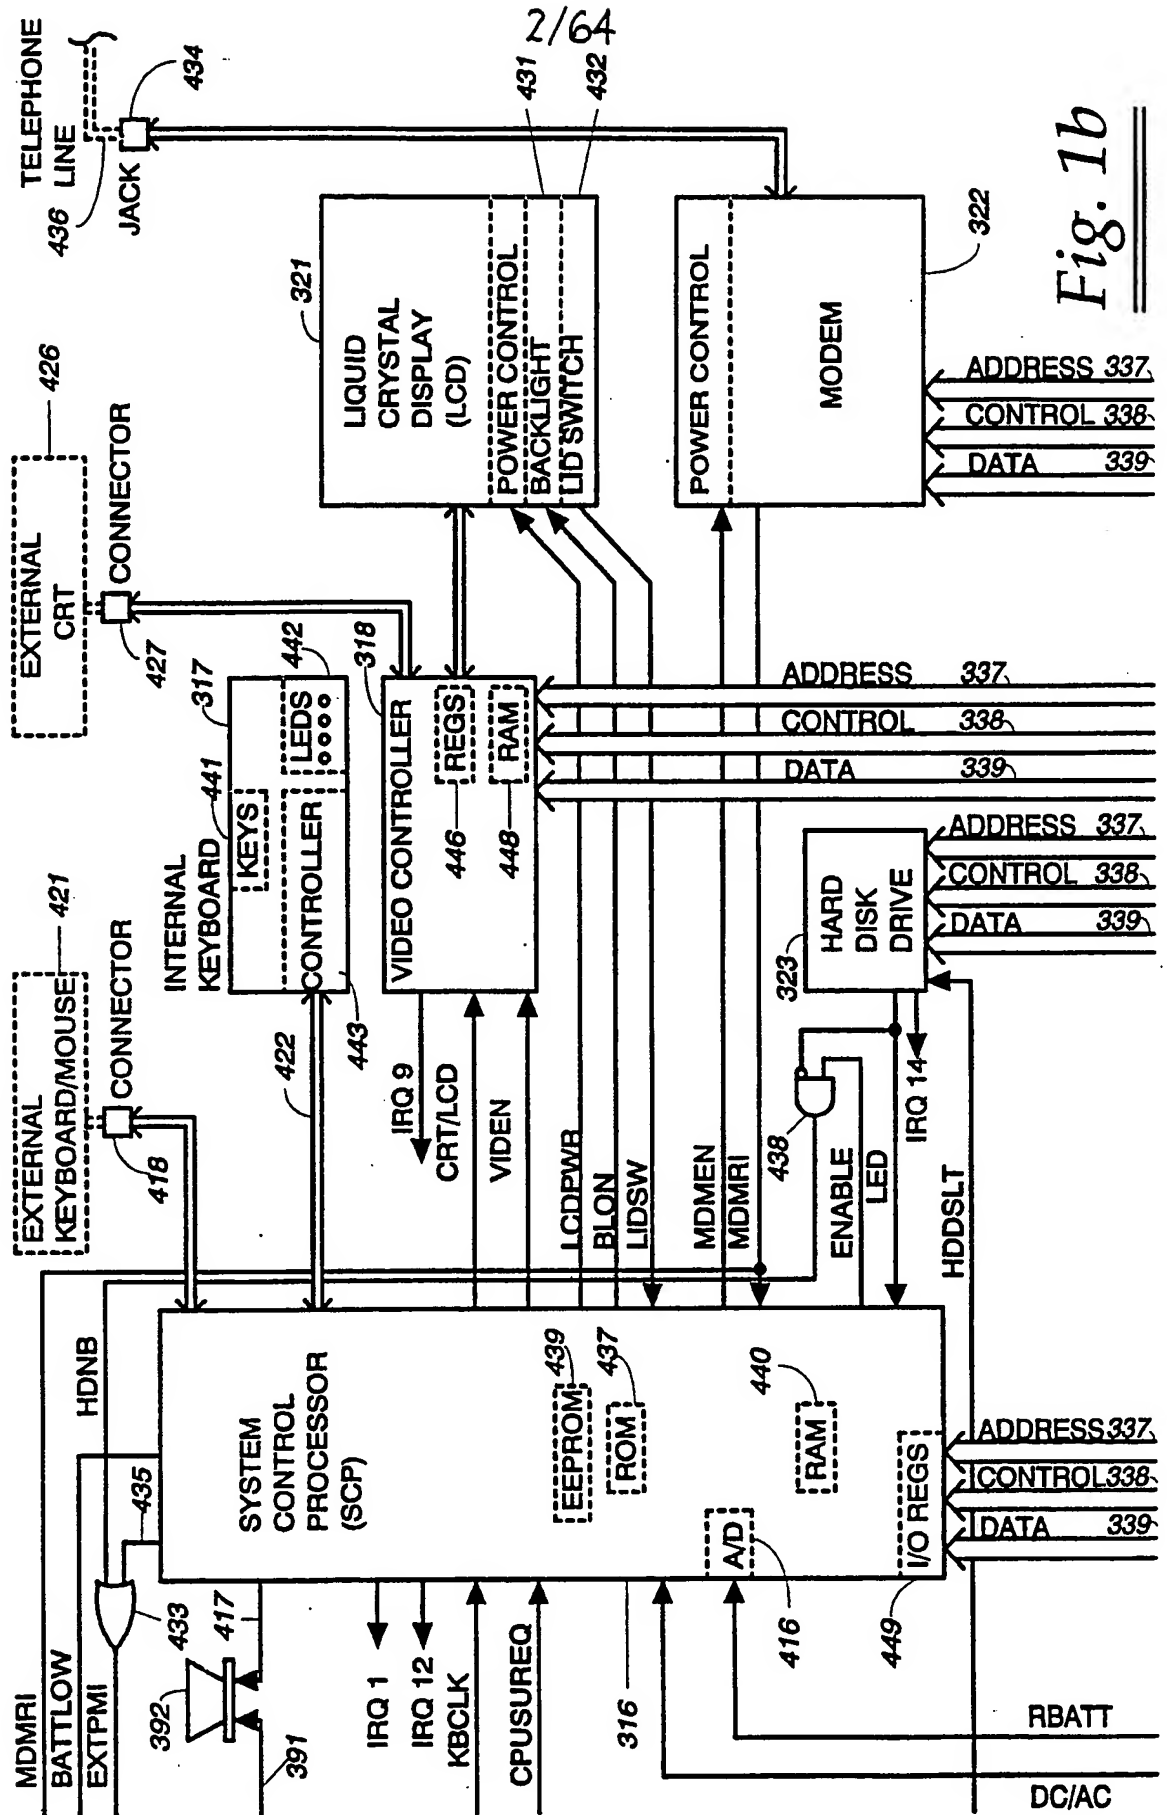 2/64
TELEPHONE
LINE
436
434
JACK
431
432
EXTERNAL
CRT
426
CONNECTOR
427
LIQUID
CRYSTAL
DISPLAY
(LCD)
321
POWER CONTROL
BACKLIGHT
LID SWITCH
POWER CONTROL
MODEM
322
ADDRESS 337
CONTROL 338
DATA 339
Fig. 1b
EXTERNAL
KEYBOARD/MOUSE
421
CONNECTOR
418
INTERNAL
KEYBOARD
441
317
KEYS
LEDS
442
CONTROLLER
443
422
VIDEO CONTROLLER
318
REGS
446
RAM
448
ADDRESS 337
CONTROL 338
DATA 339
IRQ 9
CRT/LCD
VIDEN
LCDPWR
BLON
LIDSW
MDMEN
MDMRI
HARD
DISK
DRIVE
323
ADDRESS 337
CONTROL 338
DATA 339
438
ENABLE
LED
IRQ 14
HDDSLT
HDNB
435
SYSTEM
CONTROL
PROCESSOR
(SCP)
EEPROM
439
ROM
437
RAM
440
A/D
416
I/O REGS
449
ADDRESS 337
CONTROL 338
DATA 339
MDMRI
BATTLOW
EXTPMI
433
392
417
391
IRQ 1
IRQ 12
KBCLK
CPUSUREQ
316
RBATT
DC/AC